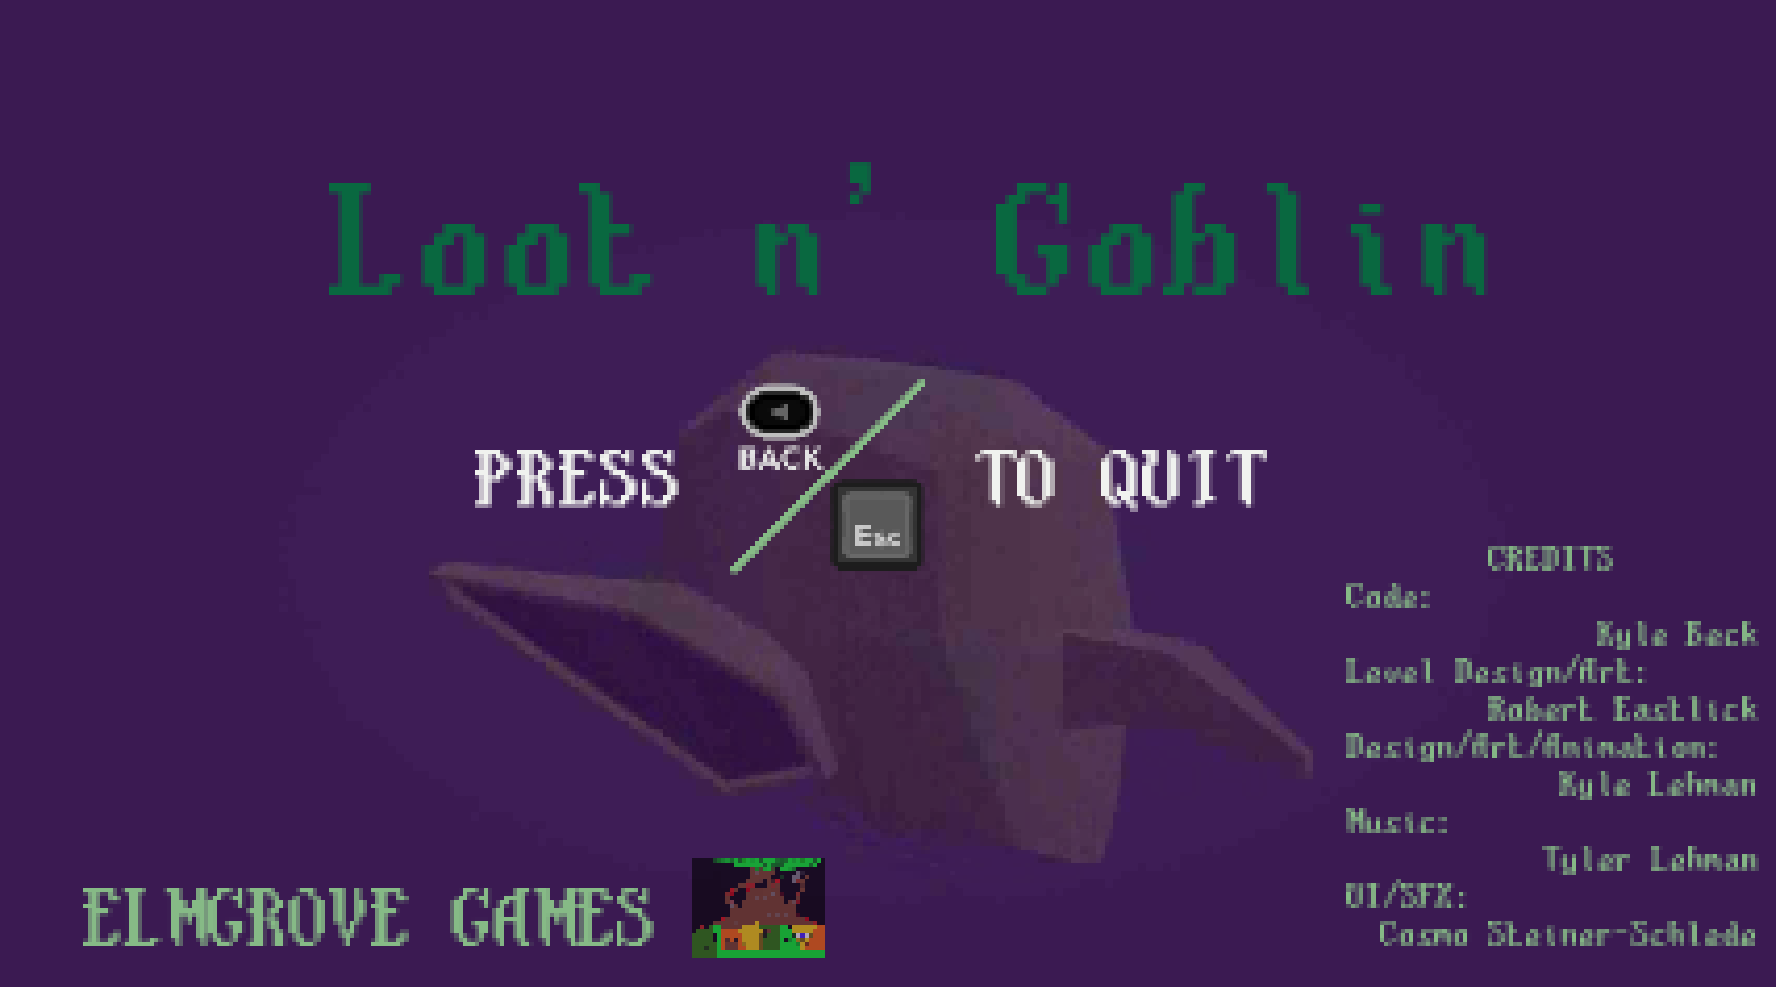 Loot n' Goblin
PRESS BACK / Esc TO QUIT
CREDITS
Code:
Kyle Beck
Level Design/Art:
Robert Eastlick
Design/Art/Animation:
Kyle Lehman
Music:
Tyler Lehman
UI/SFX:
Cosmo Steiner-Schlede
ELMGROVE GAMES